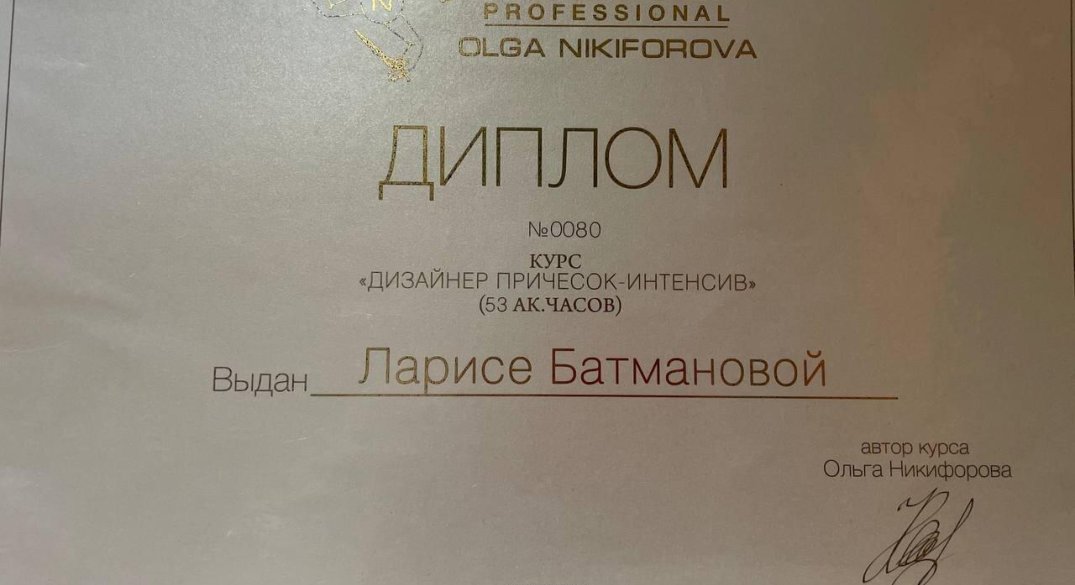 N
PROFESSIONAL
OLGA NIKIFOROVA
ДИПЛОМ
№0080
КУРС
«ДИЗАЙНЕР ПРИЧЕСОК-ИНТЕНСИВ»
(53 АК.ЧАСОВ)
Выдан Ларисе Батмановой
автор курса
Ольга Никифорова